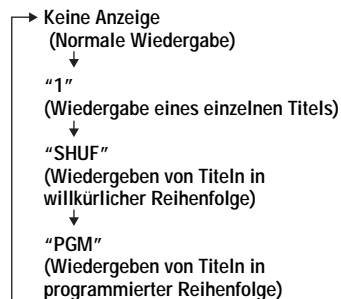 Keine Anzeige
(Normale Wiedergabe)
“1”
(Wiedergabe eines einzelnen Titels)
“SHUF”
(Wiedergeben von Titeln in
willkürlicher Reihenfolge)
“PGM”
(Wiedergeben von Titeln in
programmierter Reihenfolge)